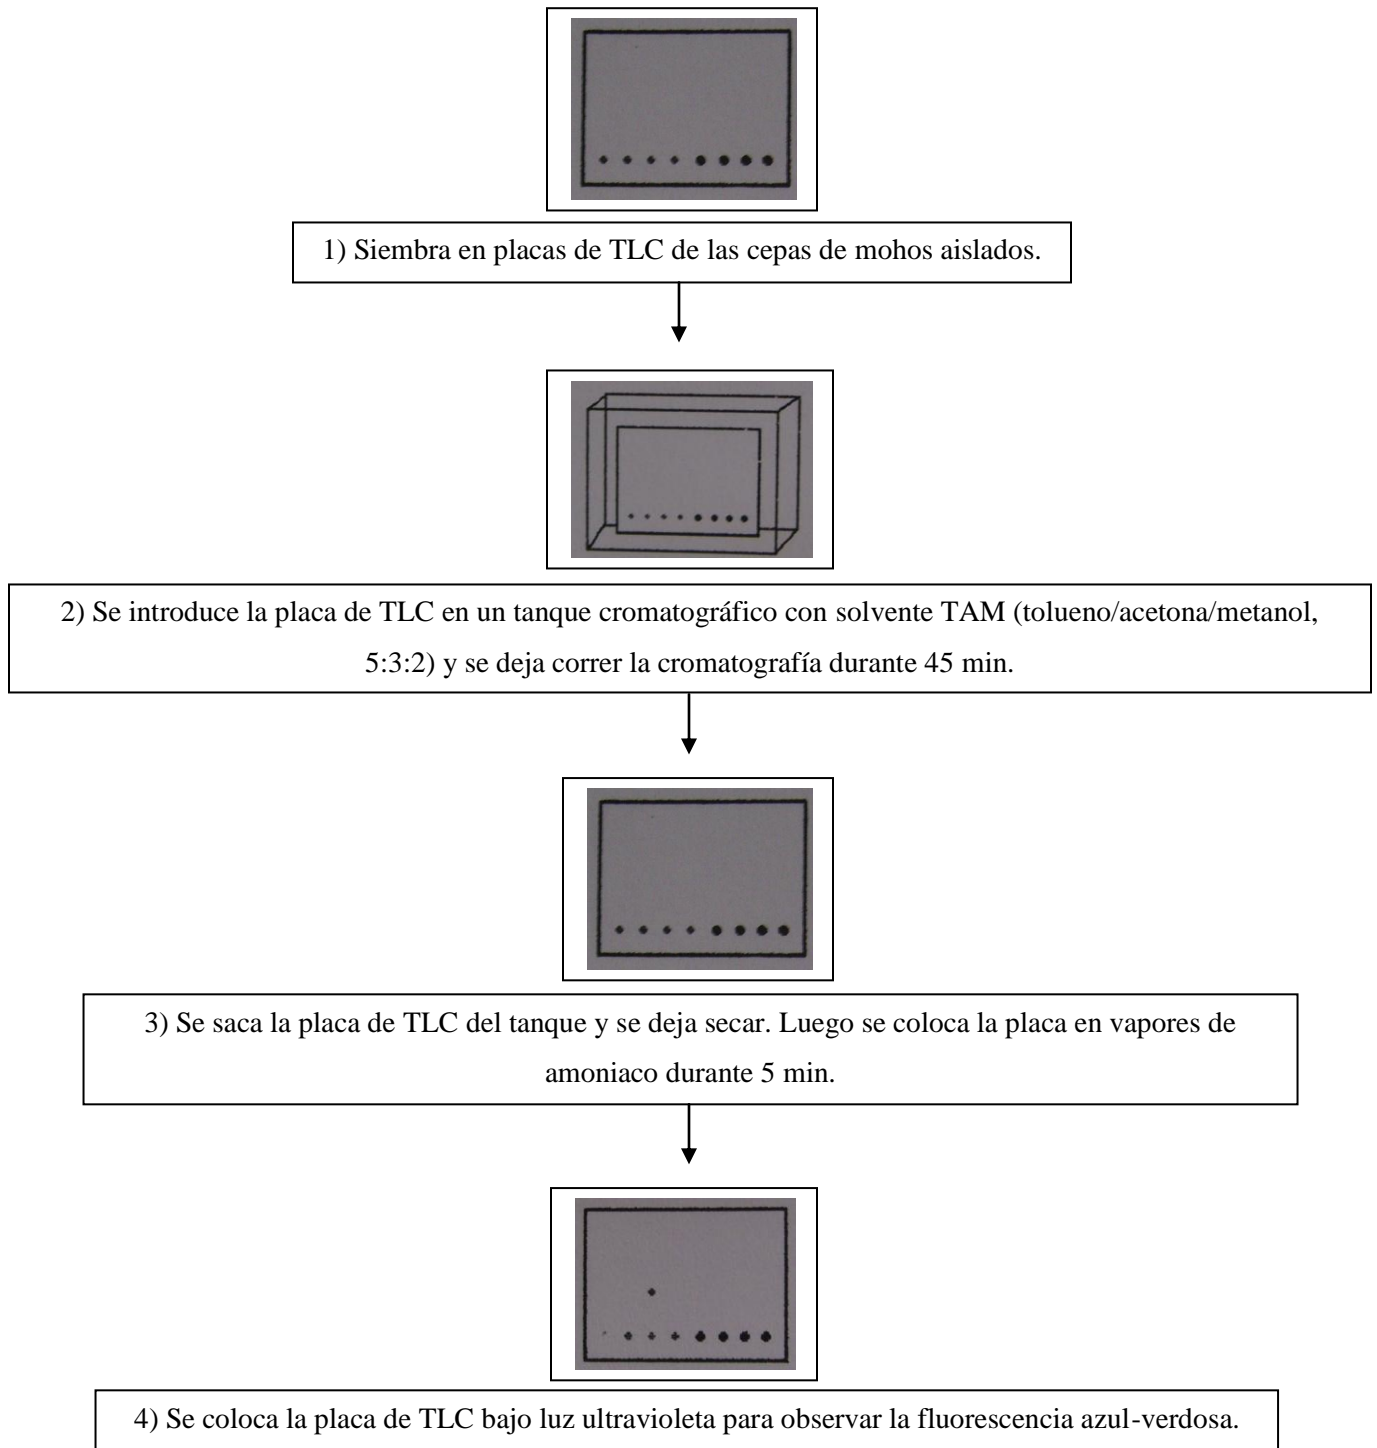 1) Siembra en placas de TLC de las cepas de mohos aislados.
2) Se introduce la placa de TLC en un tanque cromatográfico con solvente TAM (tolueno/acetona/metanol,
5:3:2) y se deja correr la cromatografía durante 45 min.
3) Se saca la placa de TLC del tanque y se deja secar. Luego se coloca la placa en vapores de
amoniaco durante 5 min.
4) Se coloca la placa de TLC bajo luz ultravioleta para observar la fluorescencia azul-verdosa.